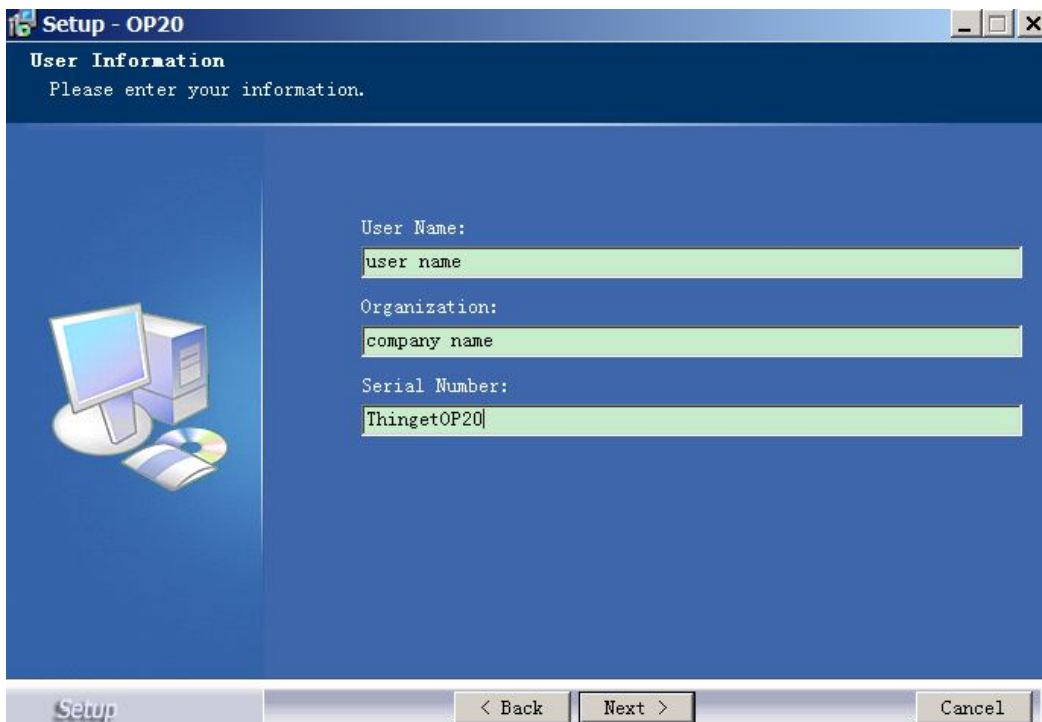 Setup - OP20
User Information
Please enter your information.
User Name:
user name
Organization:
company name
Serial Number:
ThingetOP20
Setup
< Back
Next >
Cancel